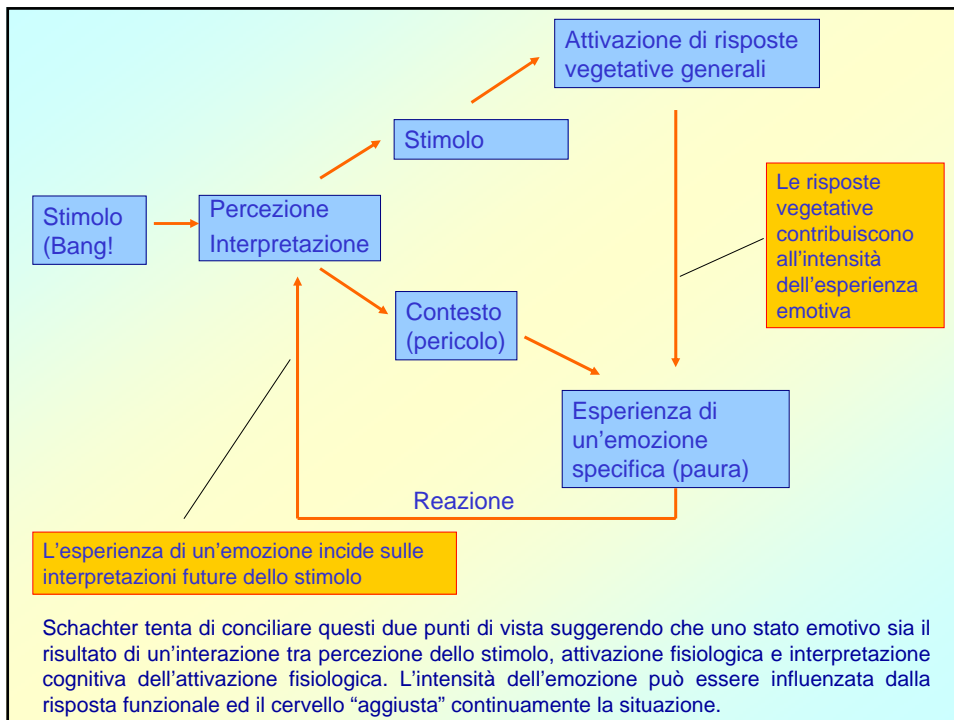 Attivazione di risposte
vegetative generali
Stimolo
Stimolo
(Bang!
Percezione
Interpretazione
Le risposte
vegetative
contribuiscono
all'intensità
dell'esperienza
emotiva
Contesto
(pericolo)
Esperienza di
un'emozione
specifica (paura)
Reazione
L'esperienza di un'emozione incide sulle
interpretazioni future dello stimolo
Schachter tenta di conciliare questi due punti di vista suggerendo che uno stato emotivo sia il
risultato di un'interazione tra percezione dello stimolo, attivazione fisiologica e interpretazione
cognitiva dell'attivazione fisiologica. L'intensità dell'emozione può essere influenzata dalla
risposta funzionale ed il cervello “aggiusta” continuamente la situazione.